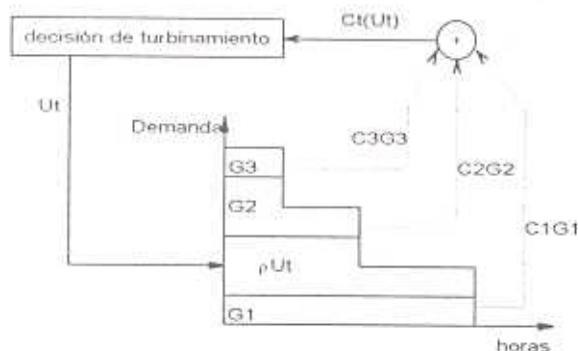 Ct(Ut)
decisión de turbinamiento
+
Ut
Demanda
C3G3
G3
C2G2
G2
C1G1
ρUt
G1
horas